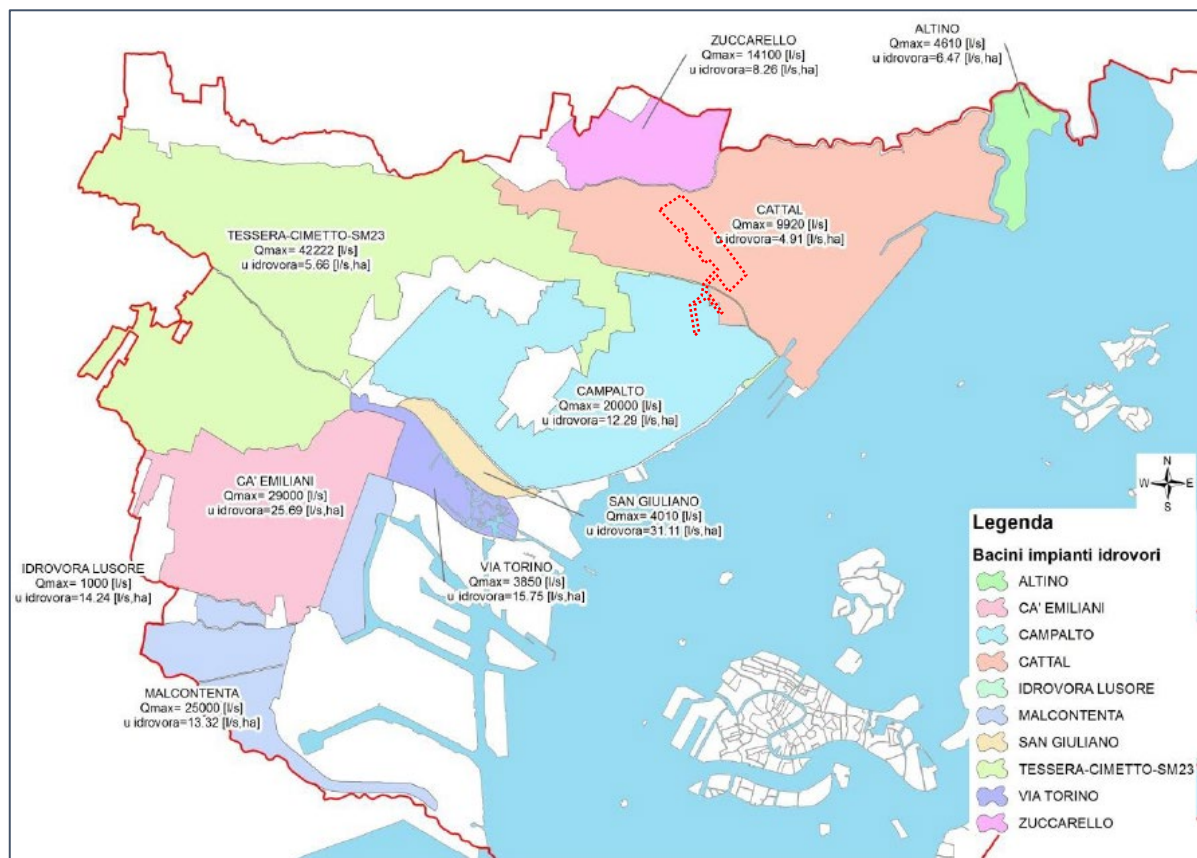 ALTINO
Qmax= 4610 [l/s]
u idrovora=6.47 [l/s,ha]
ZUCCARELLO
Qmax= 14100 [l/s]
u idrovora=8.26 [l/s,ha]
CATTAL
Qmax= 9920 [l/s]
u idrovora=4.91 [l/s,ha]
TESSERA-CIMETTO-SM23
Qmax= 42222 [l/s]
u idrovora=5.66 [l/s,ha]
CAMPALTO
Qmax= 20000 [l/s]
u idrovora=12.29 [l/s,ha]
CA' EMILIANI
Qmax= 29000 [l/s]
u idrovora=25.69 [l/s,ha]
SAN GIULIANO
Qmax= 4010 [l/s]
u idrovora=31.11 [l/s,ha]
IDROVORA LUSORE
Qmax= 1000 [l/s]
u idrovora=14.24 [l/s,ha]
VIA TORINO
Qmax= 3850 [l/s]
u idrovora=15.75 [l/s,ha]
MALCONTENTA
Qmax= 25000 [l/s]
u idrovora=13.32 [l/s,ha]
N
W E
S
Legenda
Bacini impianti idrovori
ALTINO
CA' EMILIANI
CAMPALTO
CATTAL
IDROVORA LUSORE
MALCONTENTA
SAN GIULIANO
TESSERA-CIMETTO-SM23
VIA TORINO
ZUCCARELLO